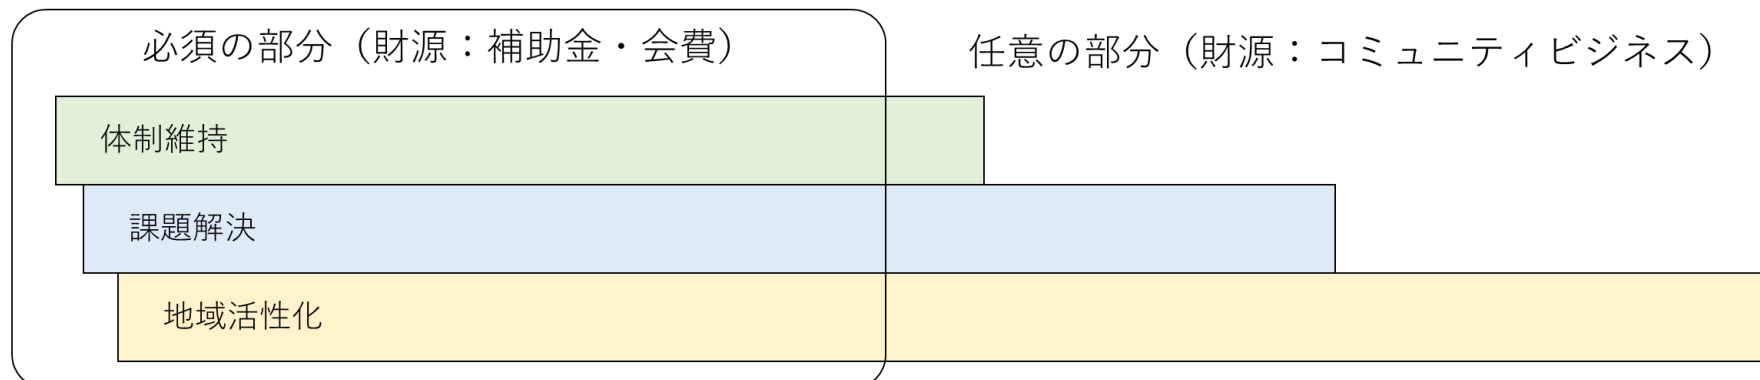 必須の部分（財源：補助金・会費）
任意の部分（財源：コミュニティビジネス）
体制維持
課題解決
地域活性化